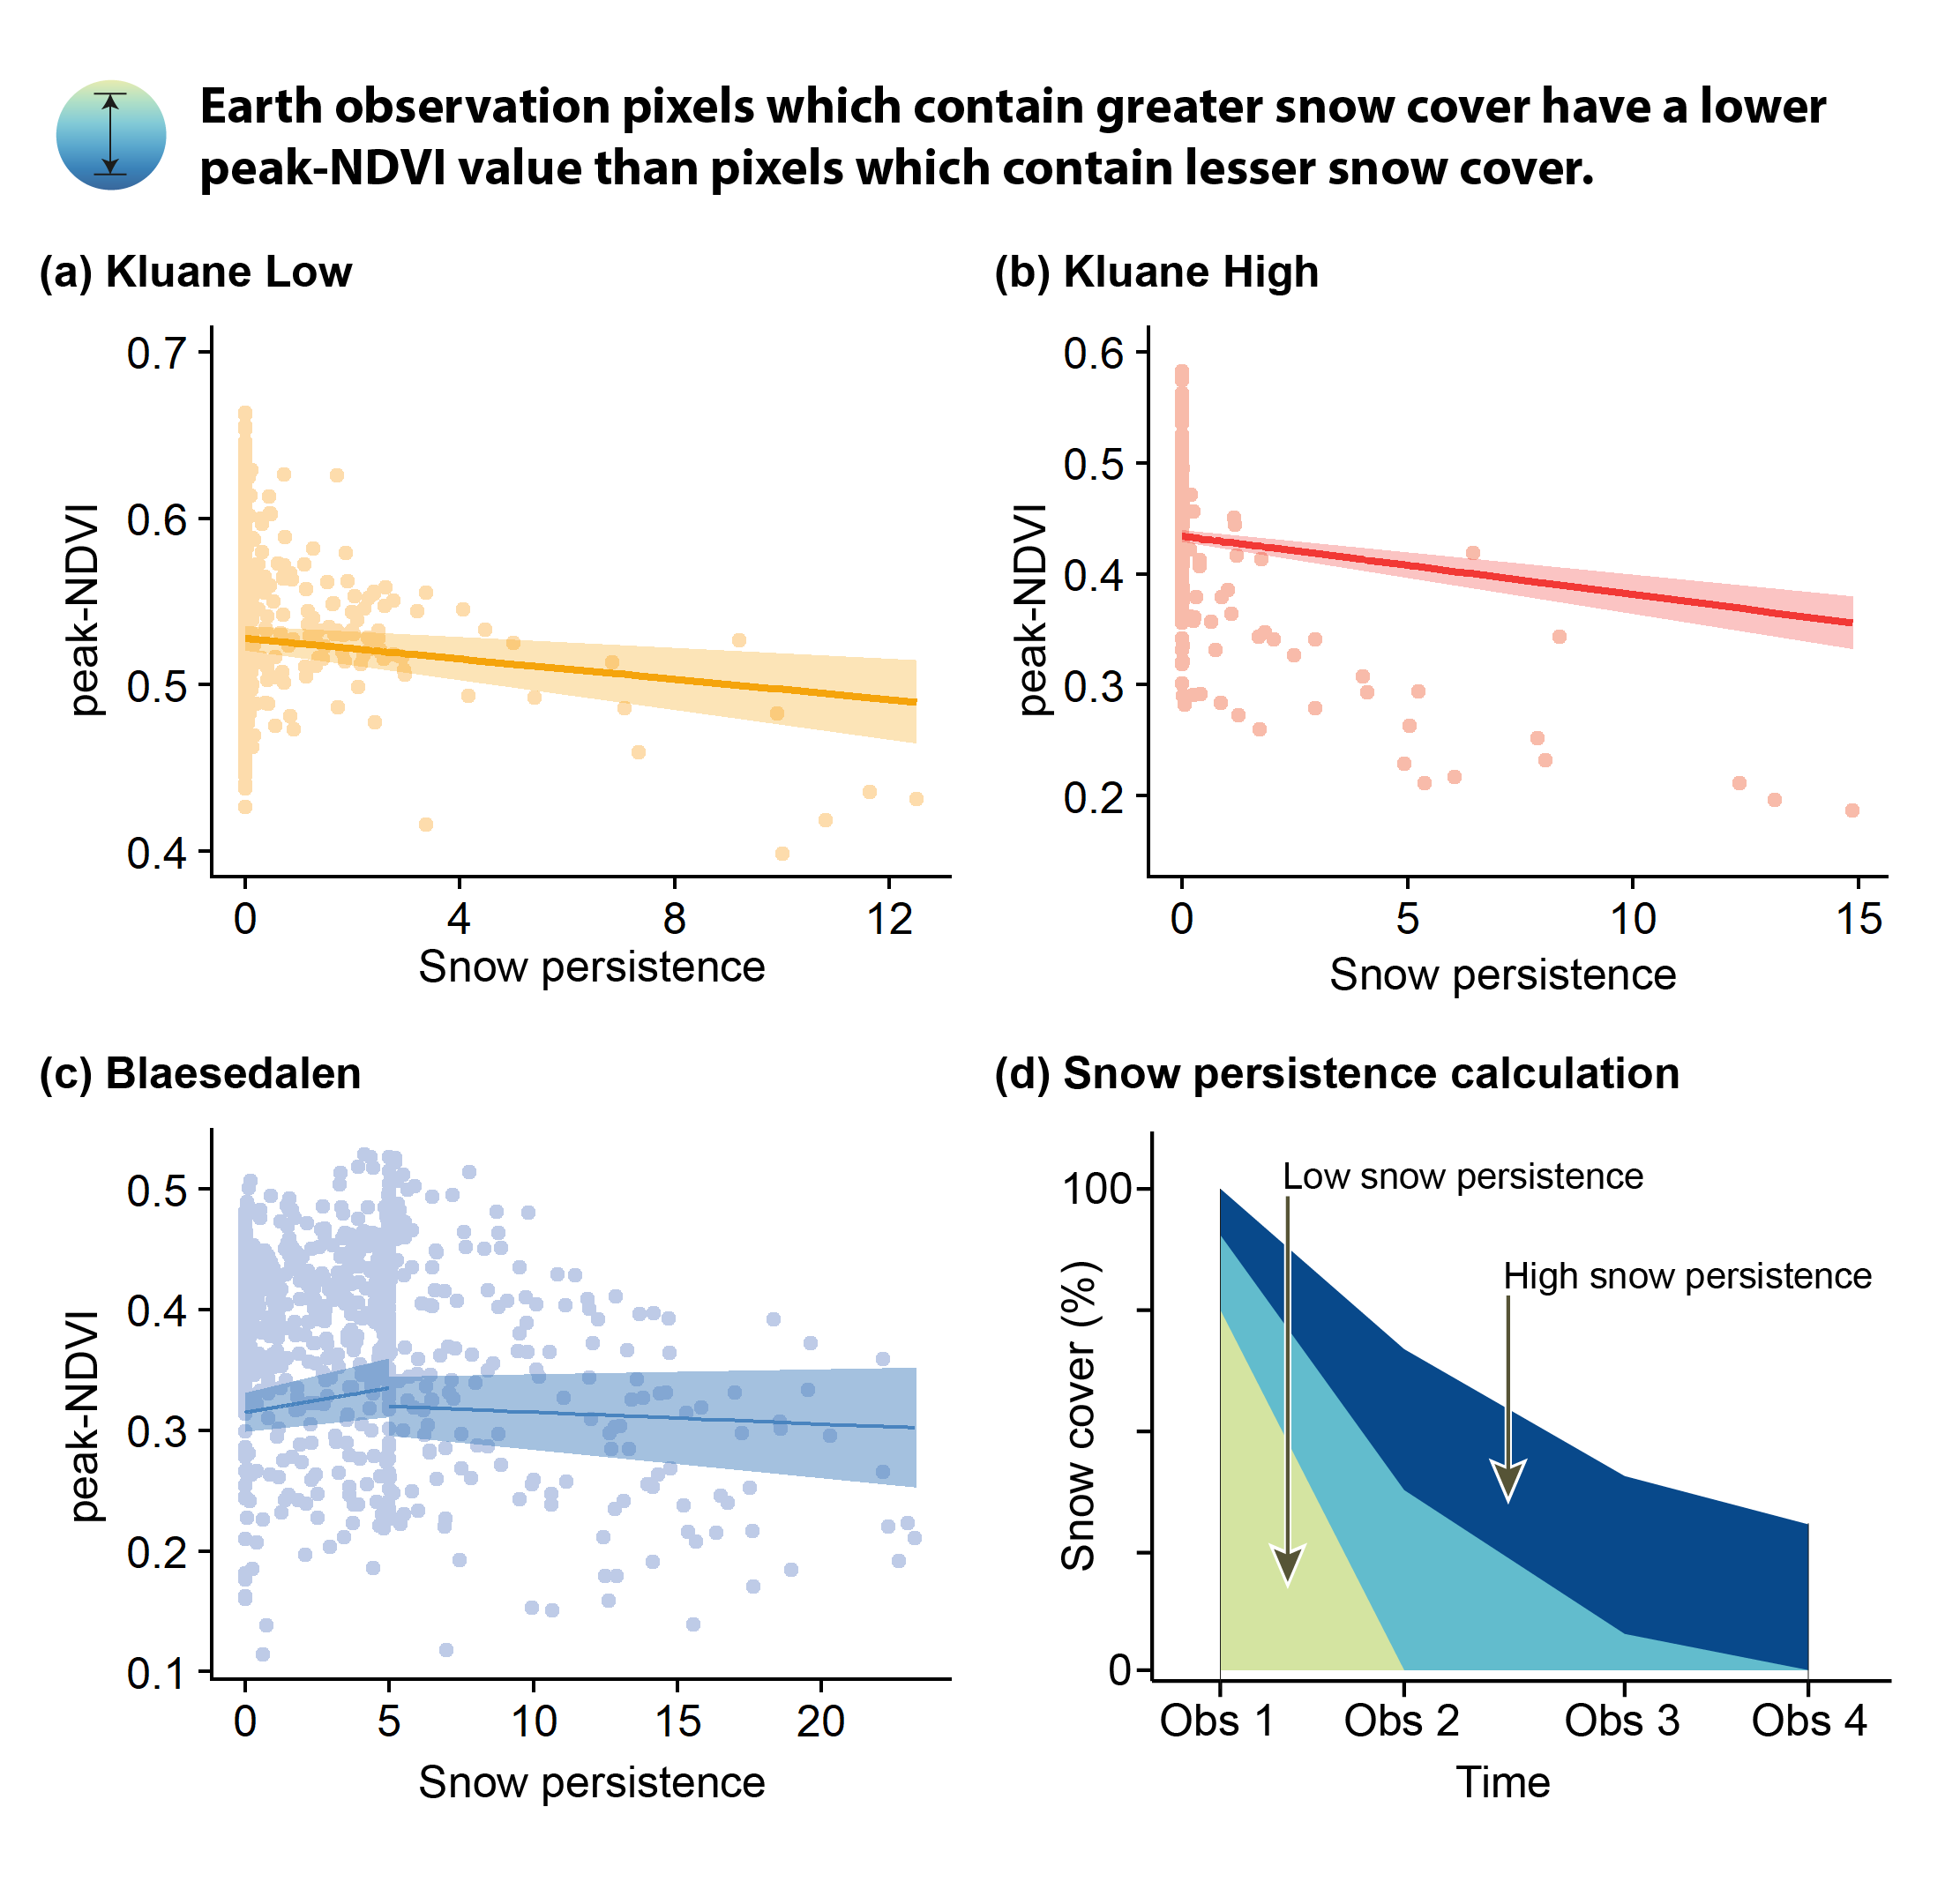 Earth observation pixels which contain greater snow cover have a lower
peak-NDVI value than pixels which contain lesser snow cover.
(a) Kluane Low
peak-NDVI
0.7
0.6
0.5
0.4
0
4
8
12
Snow persistence
(b) Kluane High
peak-NDVI
0.6
0.5
0.4
0.3
0.2
0
5
10
15
Snow persistence
(c) Blaesedalen
peak-NDVI
0.5
0.4
0.3
0.2
0.1
0
5
10
15
20
Snow persistence
(d) Snow persistence calculation
Snow cover (%)
100
0
Low snow persistence
High snow persistence
Obs 1
Obs 2
Obs 3
Obs 4
Time